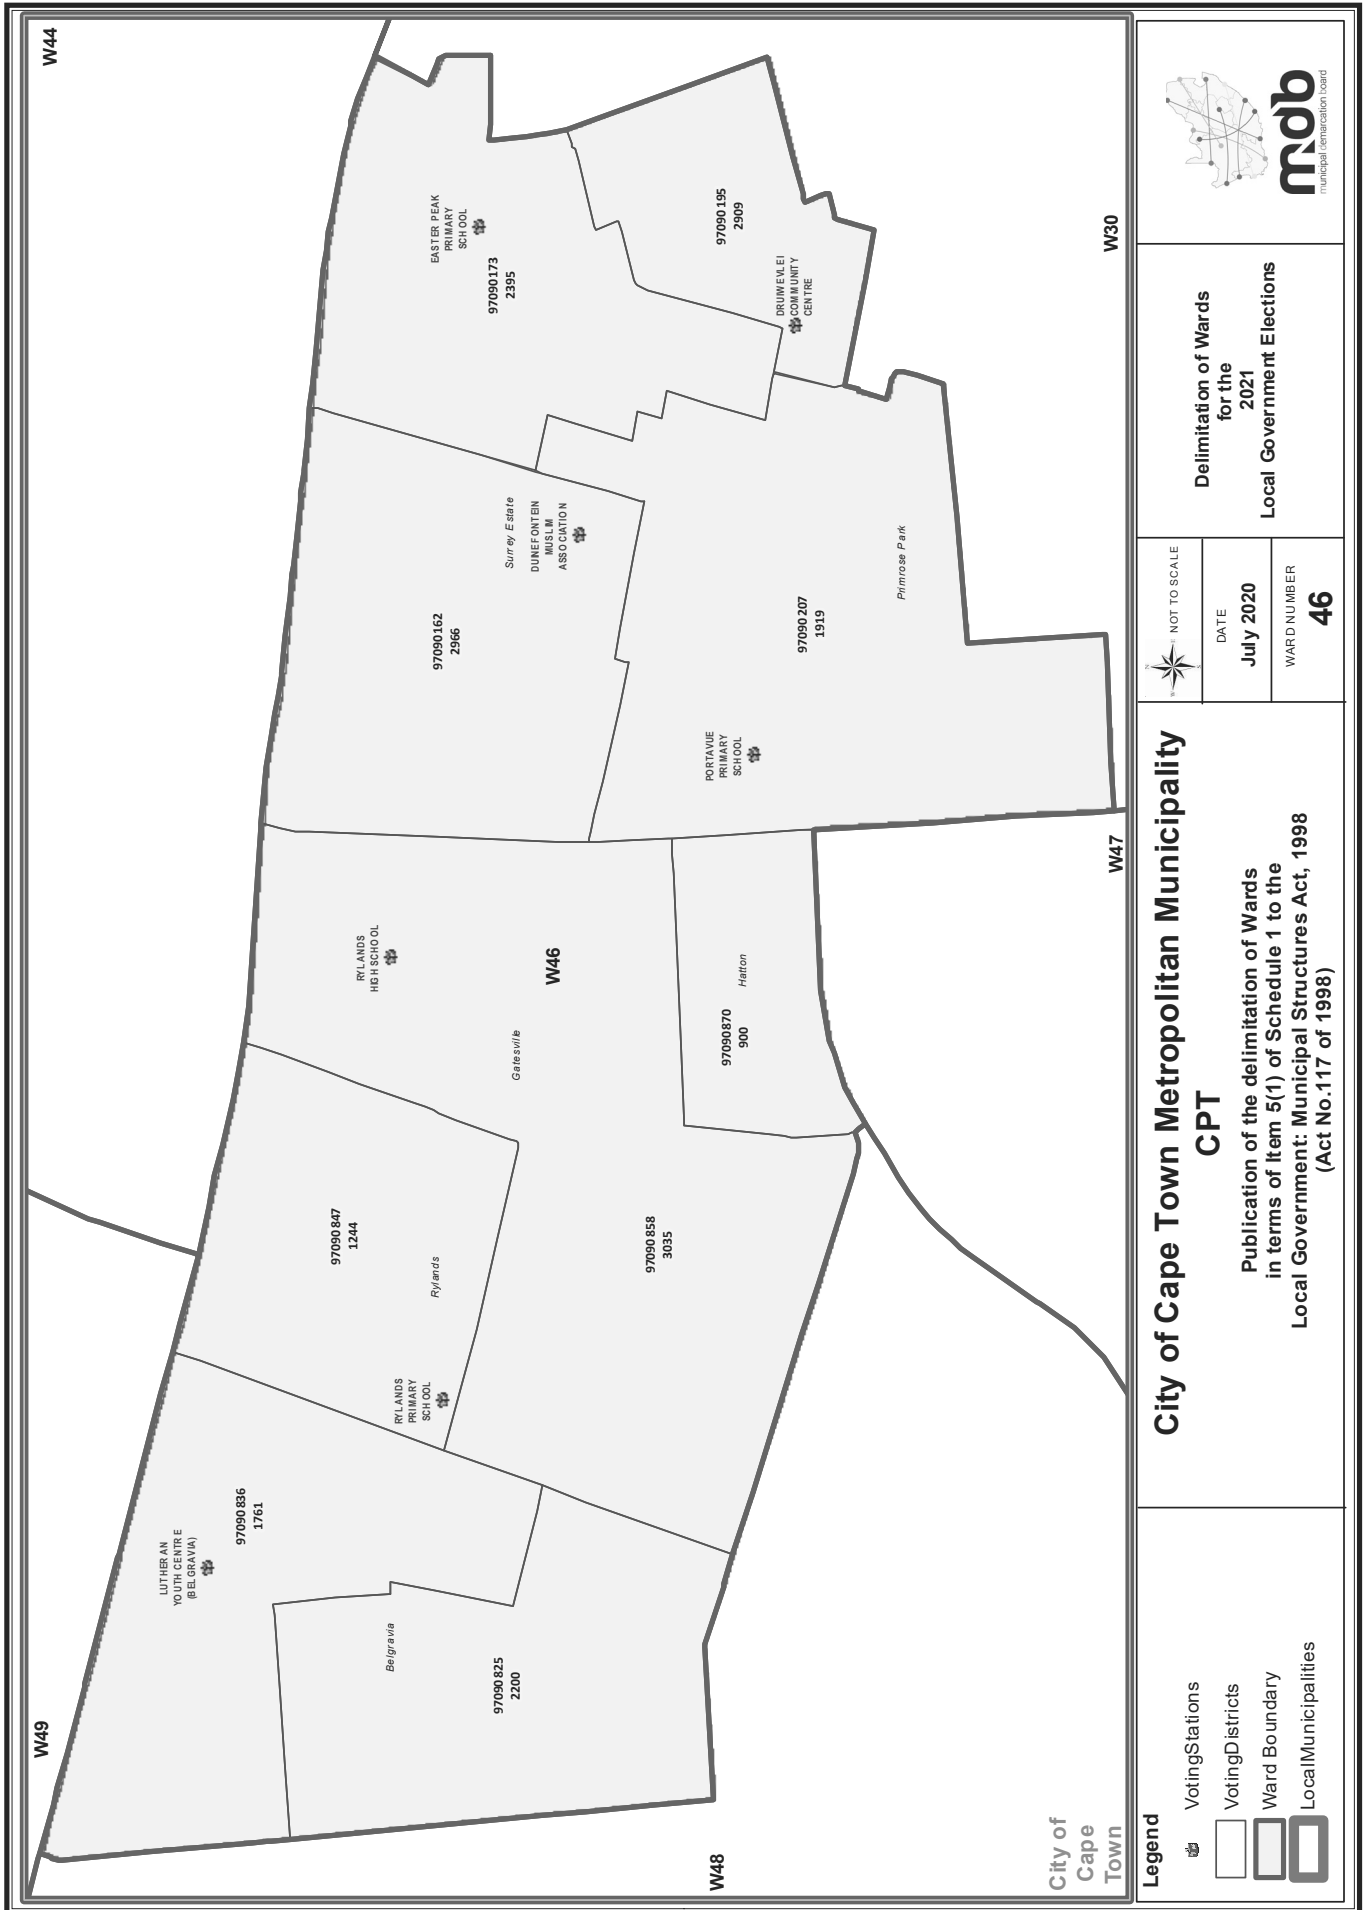 W49
W44
LUTHERAN
YOUTH CENTRE
(BELGRAVIA)
97090836
1761
RYLANDS
PRIMARY
SCHOOL
97090847
1244
Rylands
RYLANDS
HIGH SCHOOL
Gatesville
W46
97090162
2966
Surrey Estate
DUINEFONTEIN
MUSLIM
ASSOCIATION
EASTER PEAK
PRIMARY
SCHOOL
97090173
2395
Belgravia
97090825
2200
97090858
3035
97090870
900
Hatton
PORTAVUE
PRIMARY
SCHOOL
97090207
1919
Primrose Park
97090195
2909
DRUIWEVLEI
COMMUNITY
CENTRE
W48
W47
W30
City of
Cape
Town
Legend
VotingStations
VotingDistricts
Ward Boundary
LocalMunicipalities
City of Cape Town Metropolitan Municipality
CPT
Publication of the delimitation of Wards
in terms of Item 5(1) of Schedule 1 to the
Local Government: Municipal Structures Act, 1998
(Act No.117 of 1998)
N
E
S
W
NOT TO SCALE
DATE
July 2020
WARD NUMBER
46
Delimitation of Wards
for the
2021
Local Government Elections
mdb
municipal demarcation board